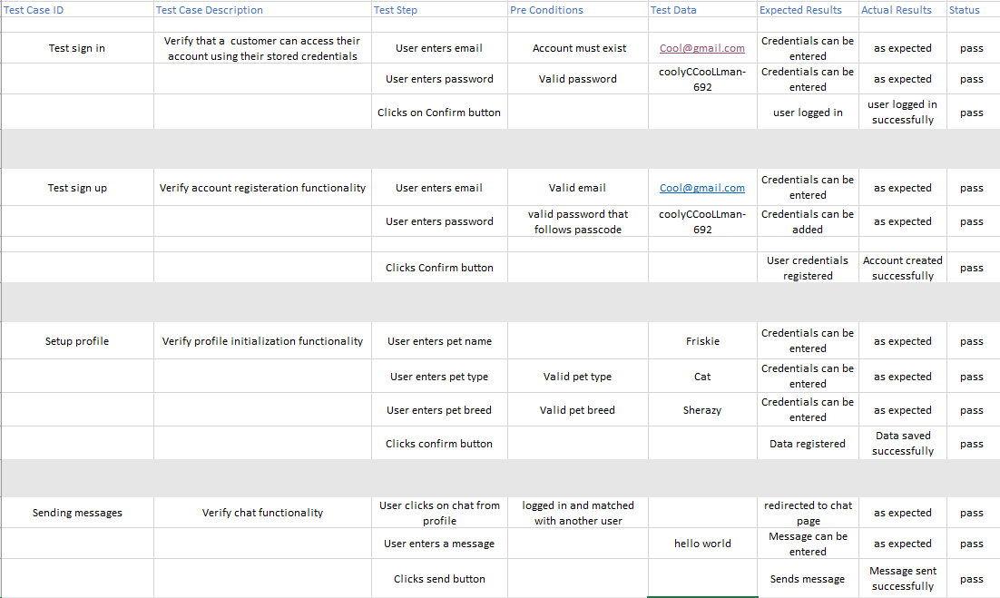 Test Case ID Test Case Description Test Step Pre Conditions Test Data Expected Results Actual Results Status
Test sign in Verify that a customer can access their account using their stored credentials User enters email Account must exist Cool@gmail.com Credentials can be entered as expected pass
User enters password Valid password coolyCCooLLman-692 Credentials can be entered as expected pass
Clicks on Confirm button user logged in user logged in successfully pass
Test sign up Verify account registeration functionality User enters email Valid email Cool@gmail.com Credentials can be entered as expected pass
User enters password valid password that follows passcode coolyCCooLLman-692 Credentials can be added as expected pass
Clicks Confirm button User credentials registered Account created successfully pass
Setup profile Verify profile initialization functionality User enters pet name Friskie Credentials can be entered as expected pass
User enters pet type Valid pet type Cat Credentials can be entered as expected pass
User enters pet breed Valid pet breed Sherazy Credentials can be entered as expected pass
Clicks confirm button Data registered Data saved successfully pass
Sending messages Verify chat functionality User clicks on chat from profile logged in and matched with another user redirected to chat page as expected pass
User enters a message hello world Message can be entered as expected pass
Clicks send button Sends message Message sent successfully pass